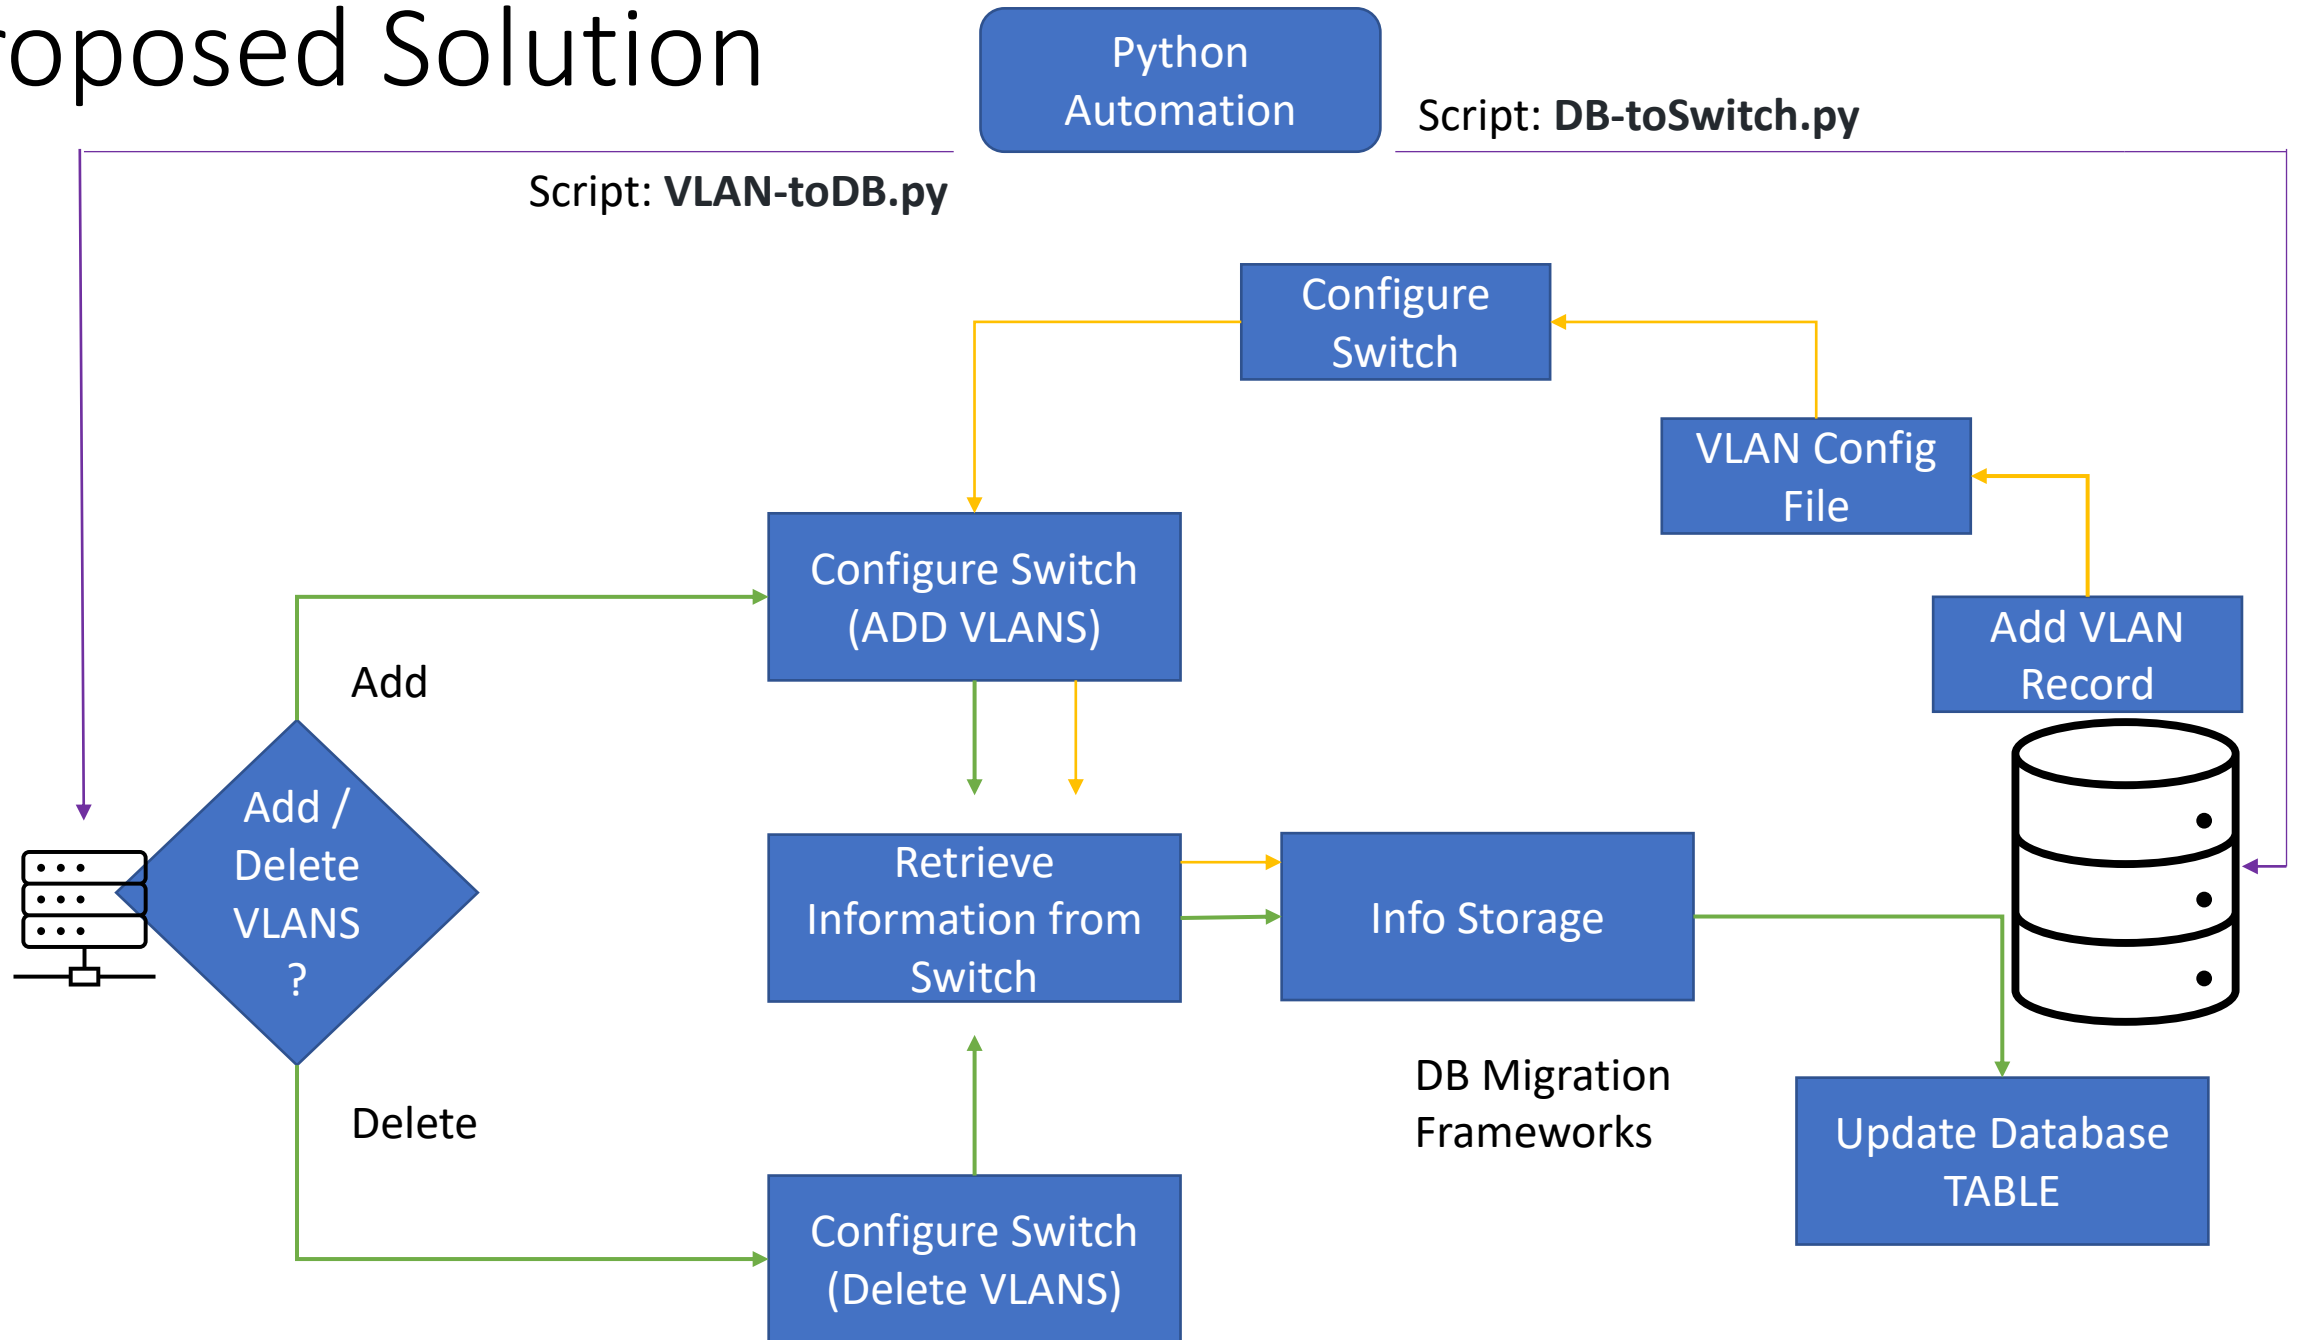 roposed Solution
Python
Automation
Script: DB-toSwitch.py
Script: VLAN-toDB.py
Configure
Switch
VLAN Config
File
Configure Switch
(ADD VLANS)
Add VLAN
Record
Add
Add /
Delete
VLANS
?
Retrieve
Information from
Switch
Info Storage
DB Migration
Frameworks
Delete
Update Database
TABLE
Configure Switch
(Delete VLANS)